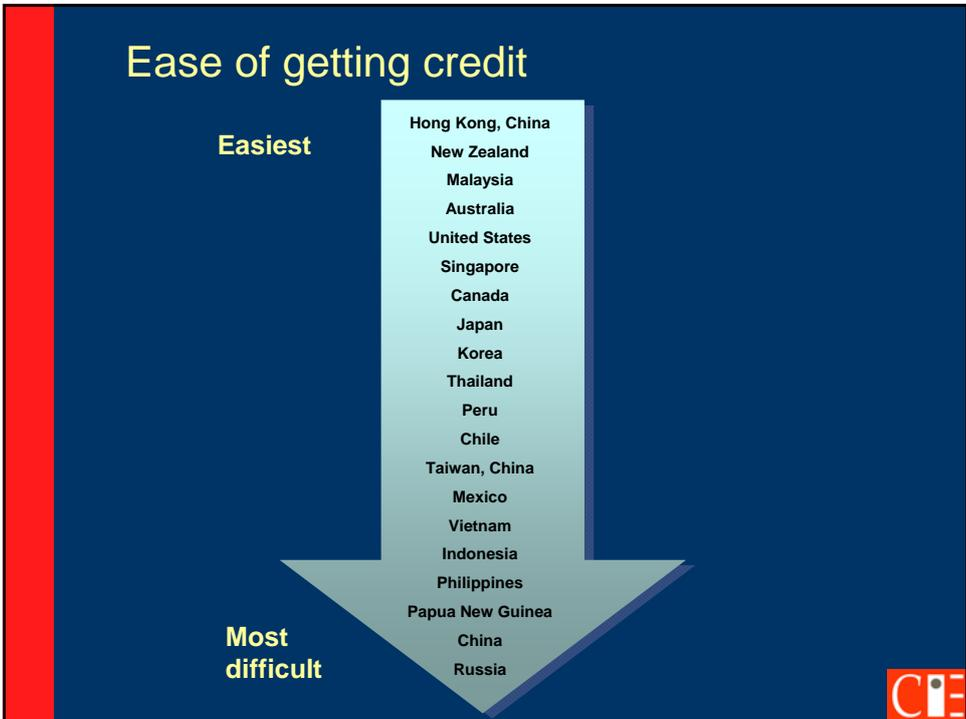 Ease of getting credit
Easiest
Hong Kong, China
New Zealand
Malaysia
Australia
United States
Singapore
Canada
Japan
Korea
Thailand
Peru
Chile
Taiwan, China
Mexico
Vietnam
Indonesia
Philippines
Papua New Guinea
China
Russia
Most
difficult
CIE